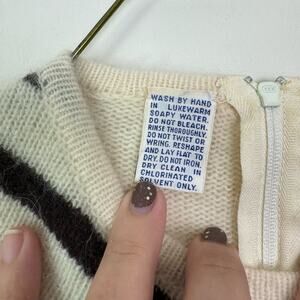 WASH BY HAND
IN LUKEWARM
SOAPY WATER.
DO NOT BLEACH.
RINSE THOROUGHLY.
DO NOT TWIST OR
WRING. RESHAPE
AND LAY FLAT TO
DRY. DO NOT IRON.
DRY CLEAN IN
CHLORINATED
SOLVENT ONLY.